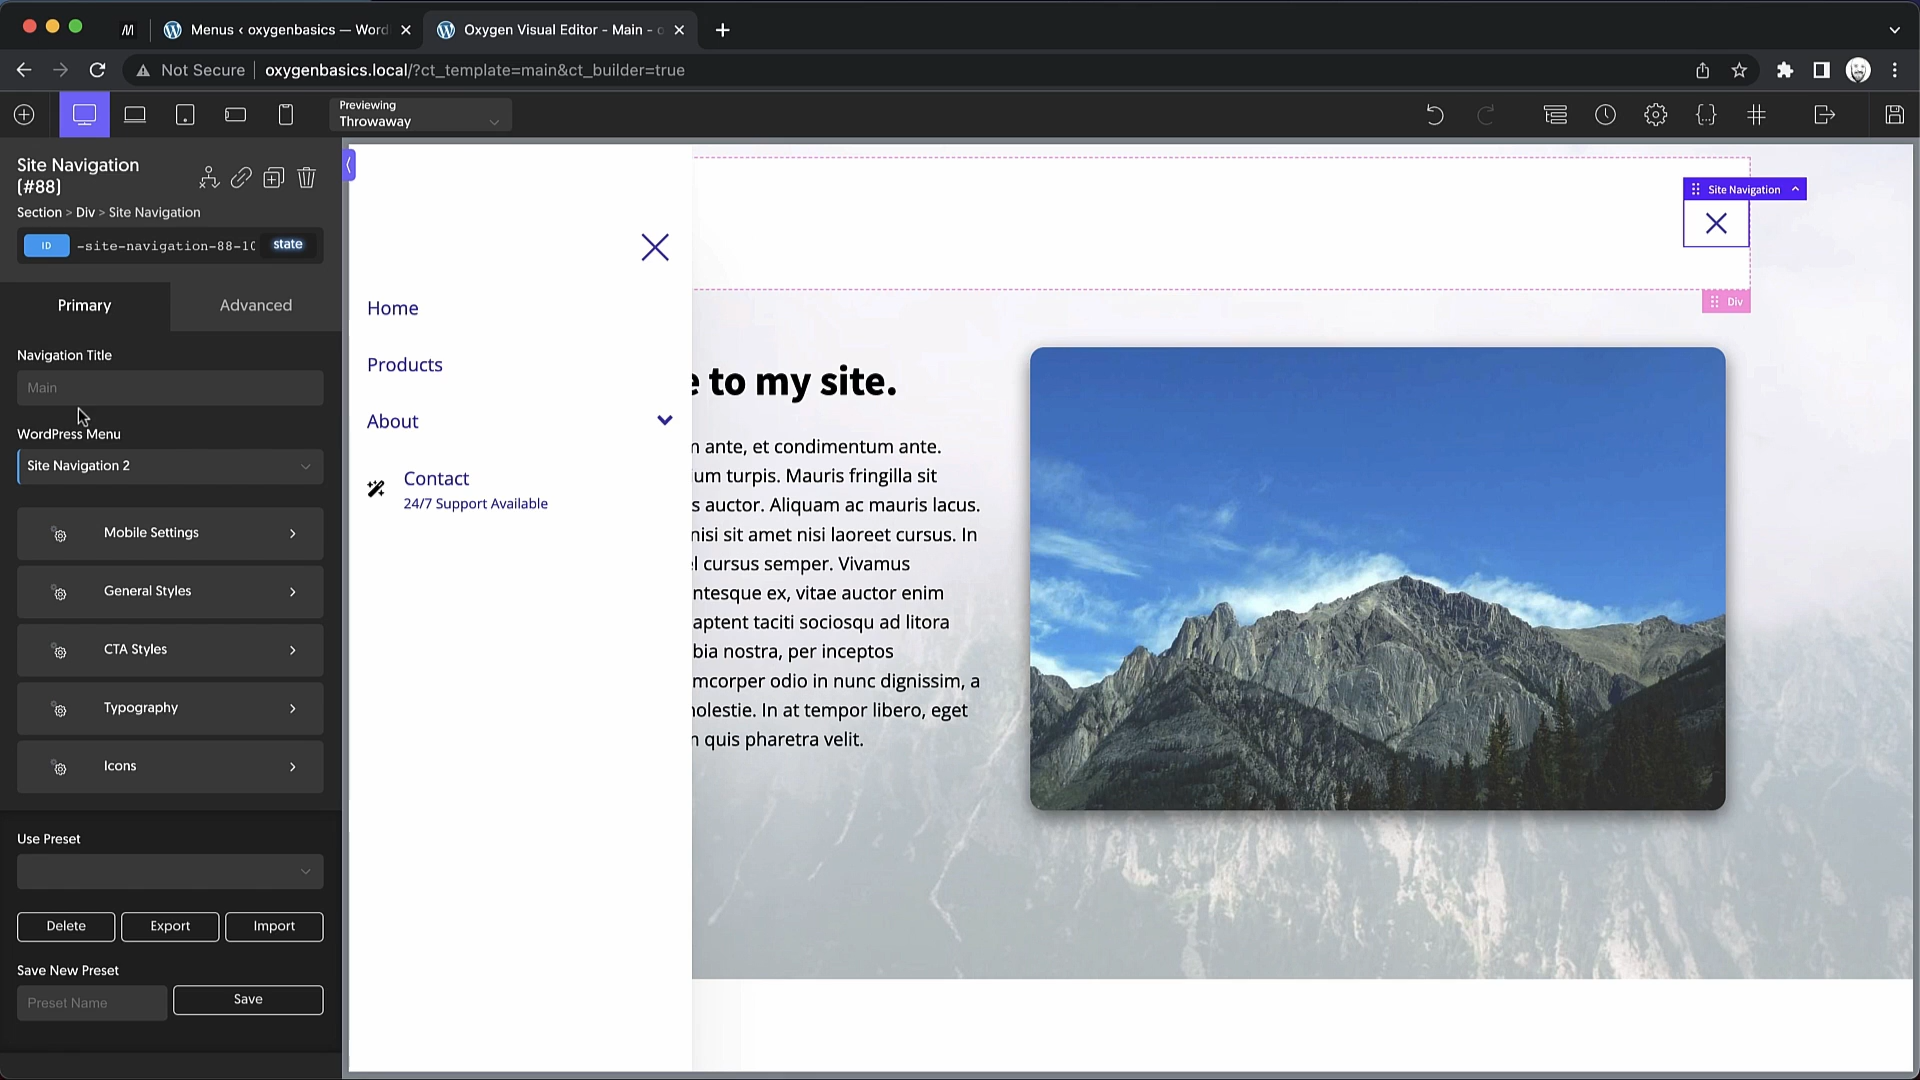 Menus ‹ oxygenbasics — Word
Oxygen Visual Editor - Main - o
Not Secure
oxygenbasics.local/?ct_template=main&ct_builder=true
Previewing
Throwaway
Site Navigation
(#88)
Section > Div > Site Navigation
ID
-site-navigation-88-10
state
Primary
Advanced
Navigation Title
Main
WordPress Menu
Site Navigation 2
Mobile Settings
General Styles
CTA Styles
Typography
Icons
Use Preset
Delete
Export
Import
Save New Preset
Preset Name
Save
Home
Products
About
Contact
24/7 Support Available
Site Navigation
Div
e to my site.
n ante, et condimentum ante.
um turpis. Mauris fringilla sit
s auctor. Aliquam ac mauris lacus.
nisi sit amet nisi laoreet cursus. In
el cursus semper. Vivamus
ntesque ex, vitae auctor enim
aptent taciti sociosqu ad litora
bia nostra, per inceptos
mcorper odio in nunc dignissim, a
nolestie. In at tempor libero, eget
n quis pharetra velit.